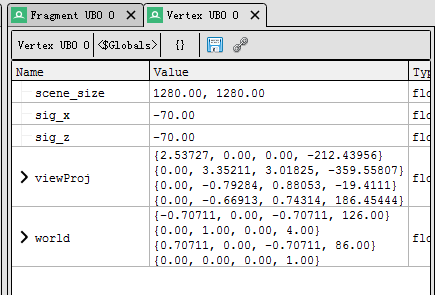 Fragment UBO 0 Vertex UBO 0
Vertex UBO 0 <$Globals> {}
Name Value Typ
scene_size 1280.00, 1280.00 flo
sig_x -70.00 flo
sig_z -70.00 flo
{2.53727, 0.00, 0.00, -212.43956}
{0.00, 3.35211, 3.01825, -359.55807}
viewProj flo
{0.00, -0.79284, 0.88053, -19.4111}
{0.00, -0.66913, 0.74314, 186.45444}
{-0.70711, 0.00, -0.70711, 126.00}
{0.00, 1.00, 0.00, 4.00}
world flo
{0.70711, 0.00, -0.70711, 86.00}
{0.00, 0.00, 0.00, 1.00}